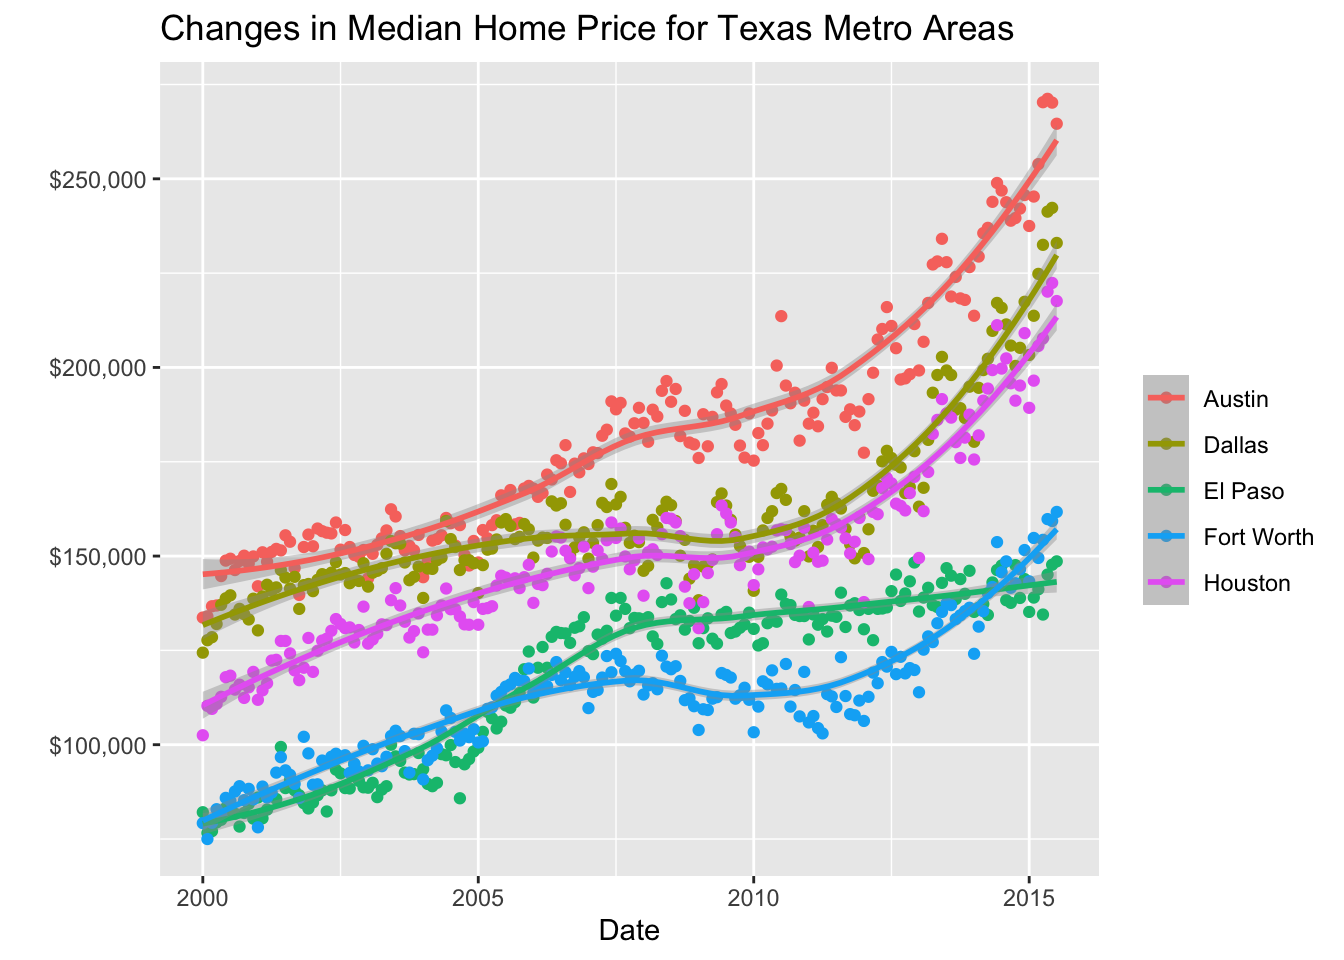 Changes in Median Home Price for Texas Metro Areas
$250,000
$200,000
$150,000
$100,000
2000
2005
2010
2015
Date
Austin
Dallas
El Paso
Fort Worth
Houston